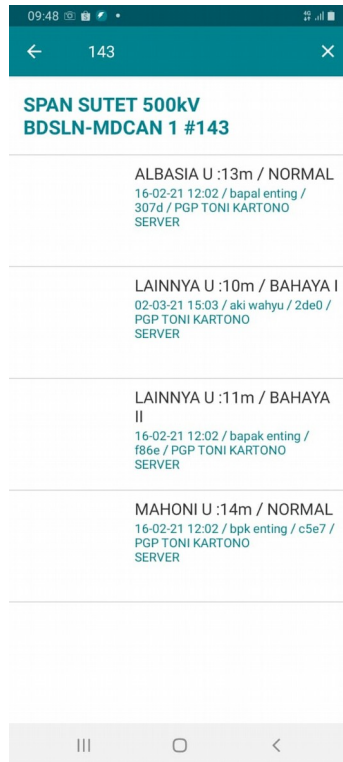 09:48
143
SPAN SUTET 500kV
BDSLN-MDCAN 1 #143
ALBASIA U :13m / NORMAL
16-02-21 12:02 / bapal enting /
307d / PGP TONI KARTONO
SERVER
LAINNYA U :10m / BAHAYA I
02-03-21 15:03 / aki wahyu / 2de0 /
PGP TONI KARTONO
SERVER
LAINNYA U :11m / BAHAYA
II
16-02-21 12:02 / bapak enting /
f86e / PGP TONI KARTONO
SERVER
MAHONI U :14m / NORMAL
16-02-21 12:02 / bpk enting / c5e7 /
PGP TONI KARTONO
SERVER